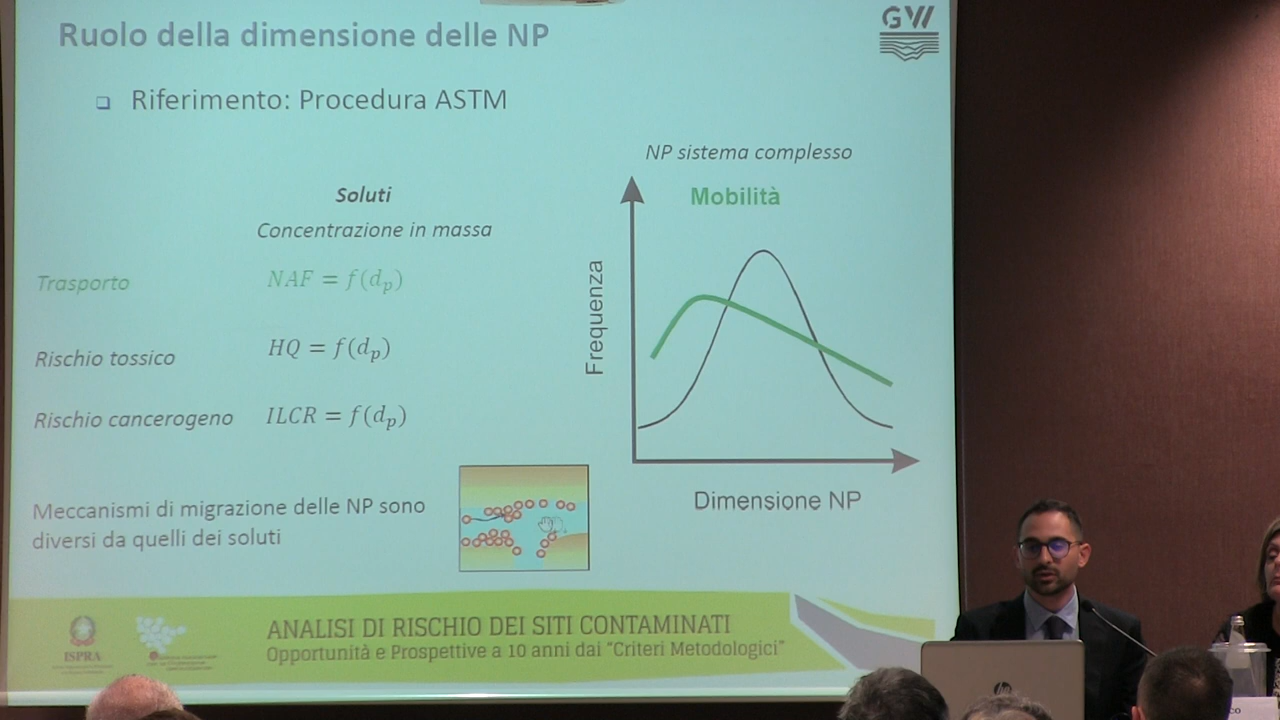 Ruolo della dimensione delle NP
GW
❑ Riferimento: Procedura ASTM
NP sistema complesso
Soluti
Mobilità
Concentrazione in massa
Trasporto
NAF = f(dₚ)
Rischio tossico
HQ = f(dₚ)
Rischio cancerogeno
ILCR = f(dₚ)
Frequenza
Dimensione NP
Meccanismi di migrazione delle NP sono
diversi da quelli dei soluti
ISPRA
ANALISI DI RISCHIO DEI SITI CONTAMINATI
Opportunità e Prospettive a 10 anni dai "Criteri Metodologici"